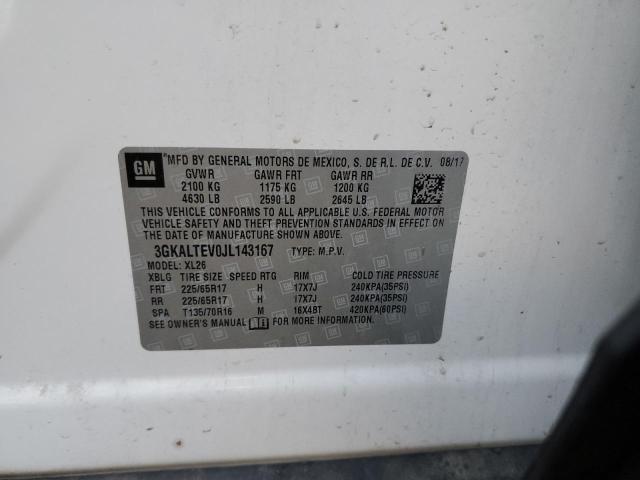 GM MFD BY GENERAL MOTORS DE MEXICO, S. DE R.L. DE C.V. 08/17
GVWR GAWR FRT GAWR RR
2100 KG 1175 KG 1200 KG
4630 LB 2590 LB 2645 LB
THIS VEHICLE CONFORMS TO ALL APPLICABLE U.S. FEDERAL MOTOR
VEHICLE SAFETY AND THEFT PREVENTION STANDARDS IN EFFECT ON
THE DATE OF MANUFACTURE SHOWN ABOVE.
3GKALTEV0JL143167 TYPE: M.P.V.
MODEL: XL26
XBLG TIRE SIZE SPEED RTG RIM COLD TIRE PRESSURE
FRT 225/65R17 H 17X7J 240KPA(35PSI)
RR 225/65R17 H 17X7J 240KPA(35PSI)
SPA T135/70R16 M 16X4BT 420KPA(60PSI)
SEE OWNER'S MANUAL FOR MORE INFORMATION.